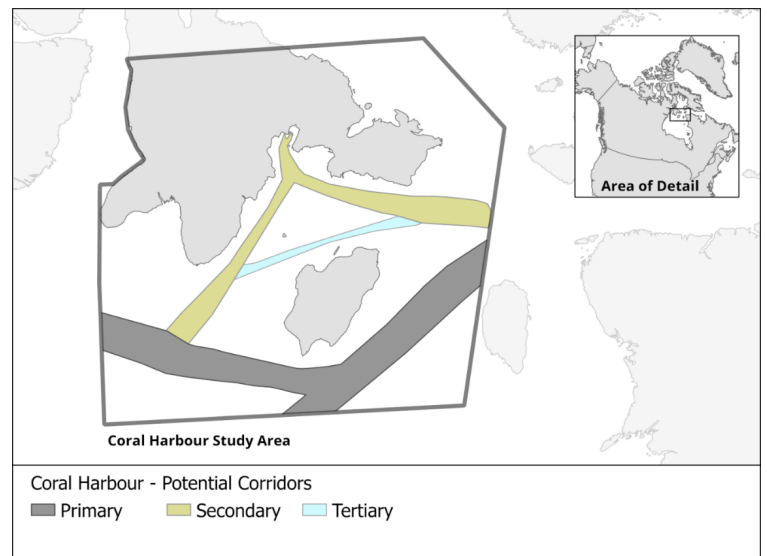 Area of Detail
Coral Harbour Study Area
Coral Harbour - Potential Corridors
Primary
Secondary
Tertiary